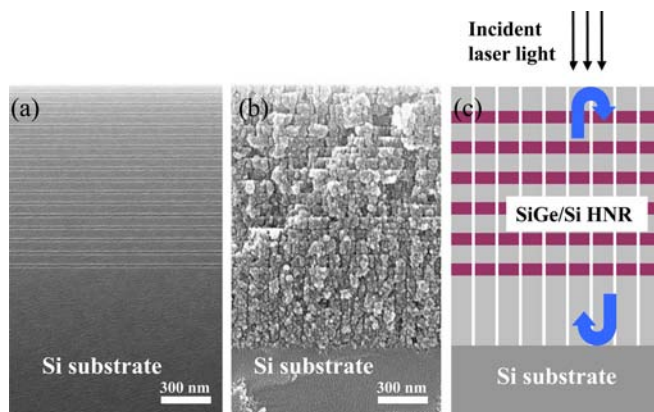 Incident
laser light
(a)
(b)
(c)
SiGe/Si HNR
Si substrate
300 nm
Si substrate
300 nm
Si substrate